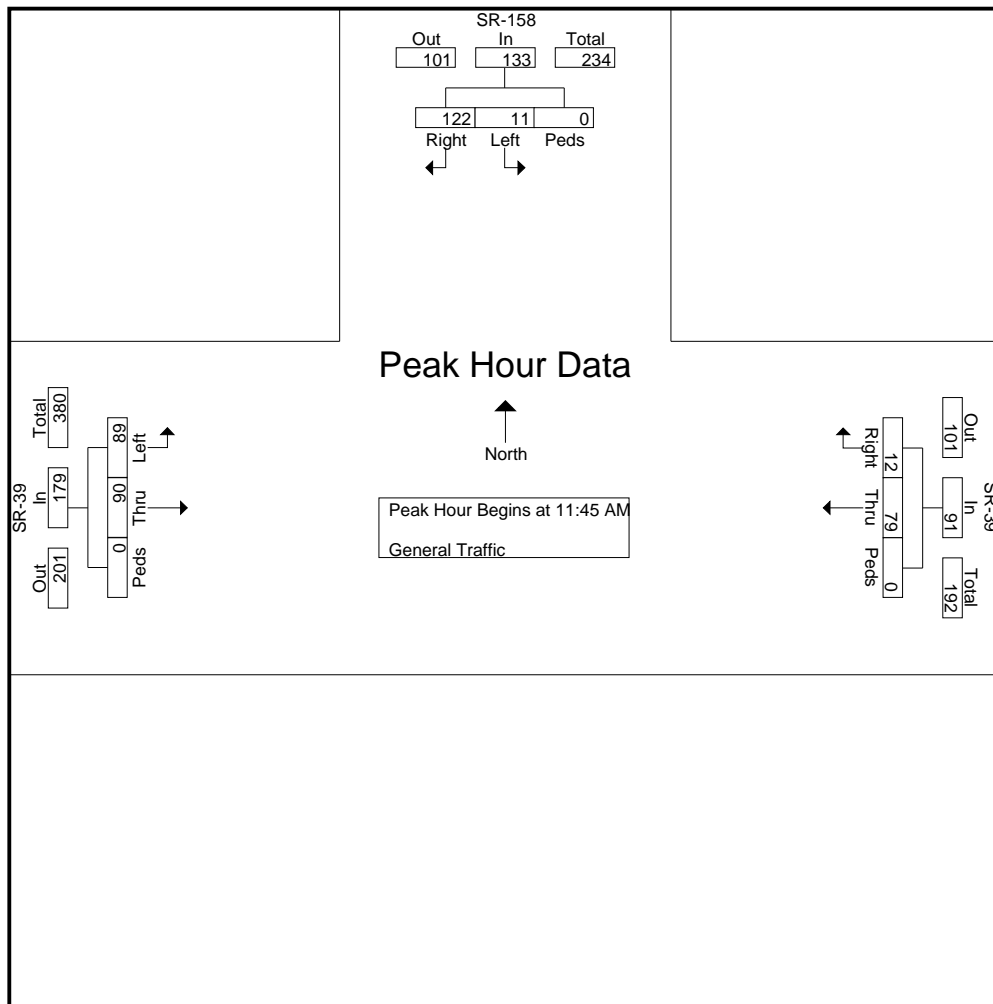 SR-158
Out In Total
101 133 234
122 11 0
Right Left Peds
Peak Hour Data
North
Peak Hour Begins at 11:45 AM
General Traffic
SR-39
Out In Total
201 179 380
Left Thru Peds
89 90 0
SR-39
Out In Total
101 91 192
Right Thru Peds
12 79 0